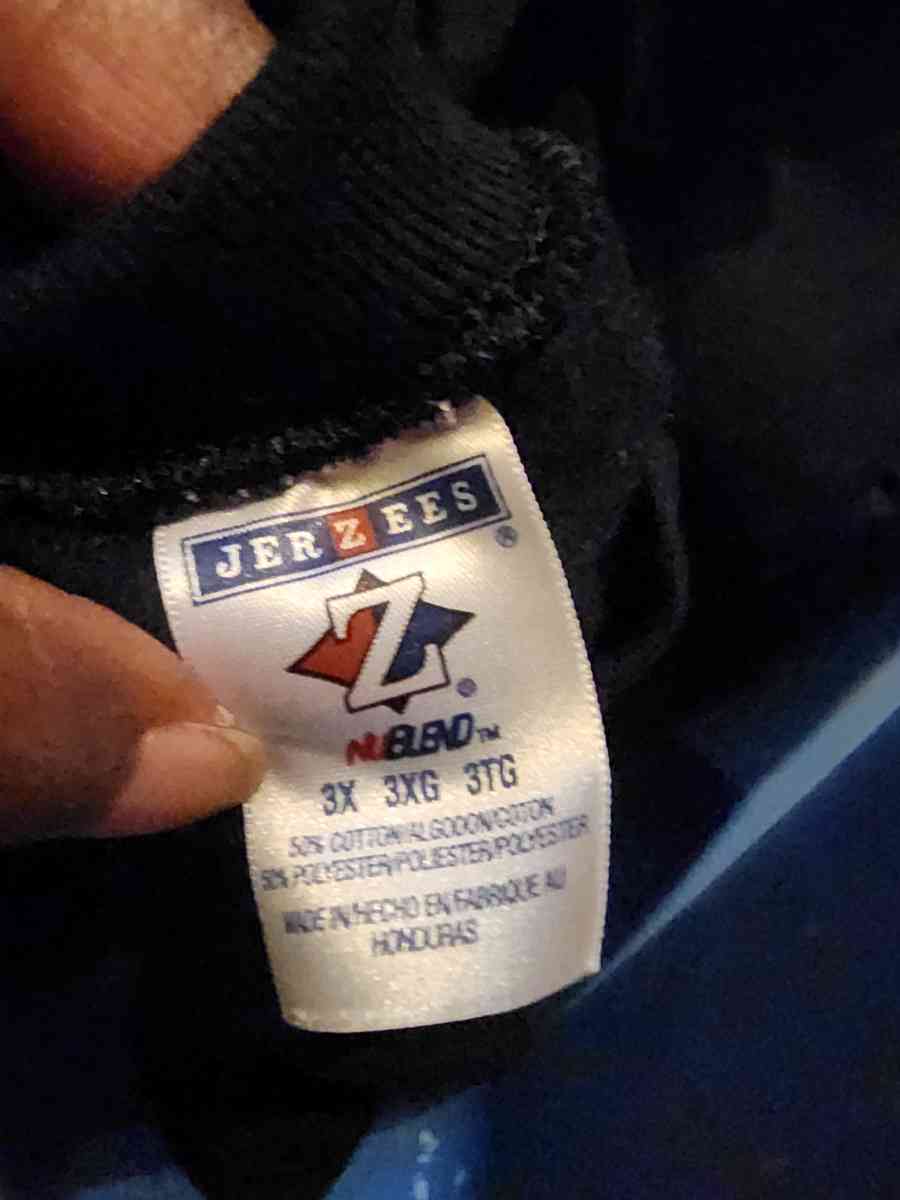 JERZEES®
Z®
NUBLEND™
3X 3XG 3TG
50% COTTON/ALGODON/COTON
50% POLYESTER/POLIESTER/POLYESTER
MADE IN/HECHO EN/FABRIQUE AU
HONDURAS